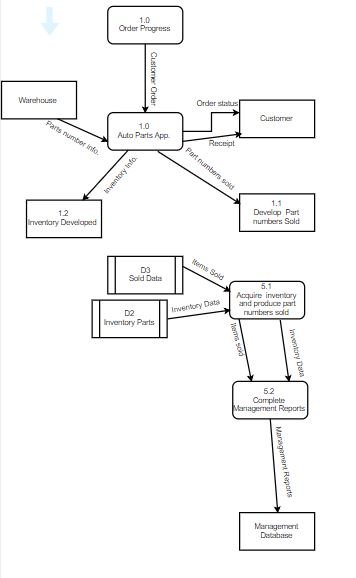 1.0
Order Progress
Customer Order
Warehouse
Parts number info.
1.0
Auto Parts App.
Order status
Receipt
Customer
Inventory Info.
Part numbers sold
1.2
Inventory Developed
1.1
Develop Part
numbers Sold
D3
Sold Data
Items Sold
D2
Inventory Parts
Inventory Data
5.1
Acquire inventory
and produce part
numbers sold
Items sold
Inventory Data
5.2
Complete
Management Reports
Management Reports
Management
Database